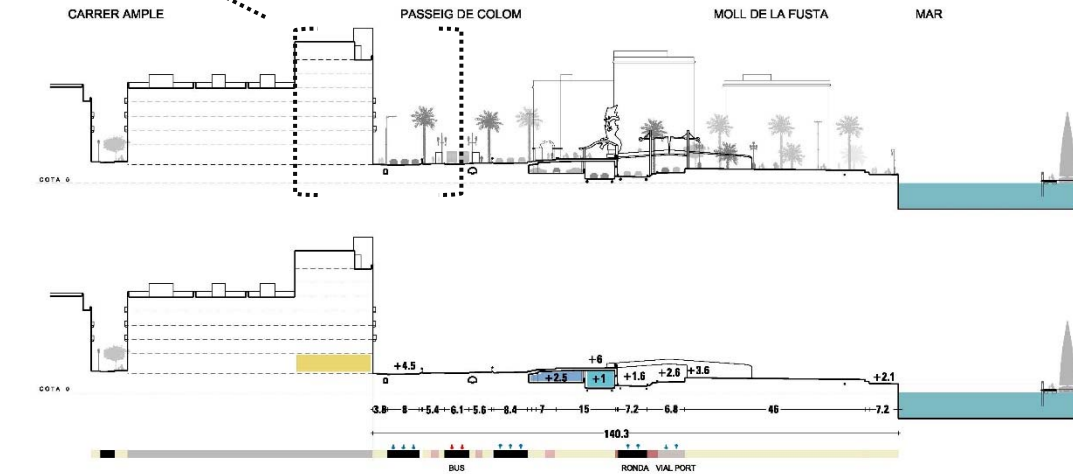 CARRER AMPLE PASSEIG DE COLOM MOLL DE LA FUSTA MAR
COTA 0
+6
+4.5 +2.5 +1 +1.6 +2.6 +3.6 +2.1
COTA 0
3.8 8 5.4 6.1 5.6 8.4 7 15 7.2 6.8 46 7.2
140.3
BUS RONDA VIAL PORT